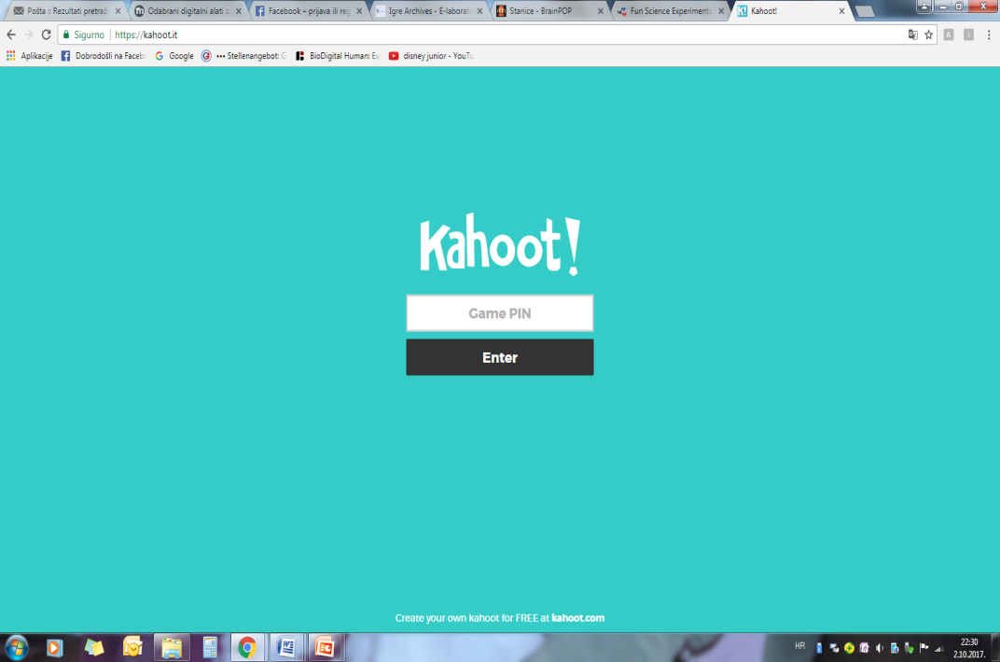 Pošta :: Rezultati pretraži
Odabrani digitalni alati z
Facebook – prijava ili reg
Igre Archives - E-laborat
Stanice - BrainPOP
Fun Science Experiments
Kahoot!
Sigurno
https://kahoot.it
Aplikacije
Dobrodošli na Faceb
Google
••• Stellenangebot: G
BioDigital Human: Ex
disney junior - YouTu
Kahoot!
Game PIN
Enter
Create your own kahoot for FREE at kahoot.com
HR
22:30
2.10.2017.